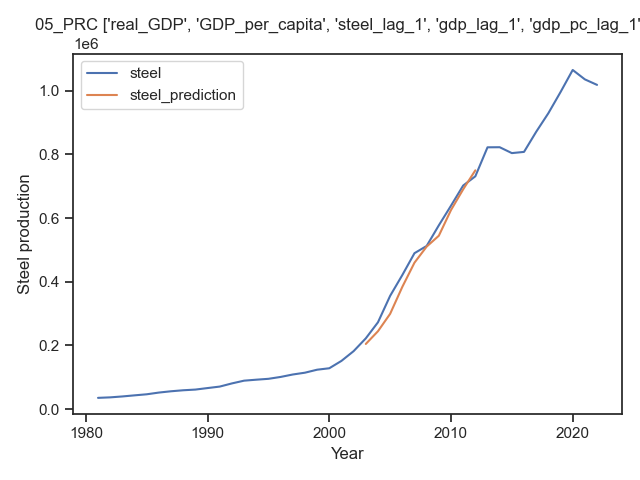 05_PRC ['real_GDP', 'GDP_per_capita', 'steel_lag_1', 'gdp_lag_1', 'gdp_pc_lag_1'
1e6
steel
steel_prediction
1.0
0.8
0.6
0.4
0.2
0.0
Steel production
1980
1990
2000
2010
2020
Year